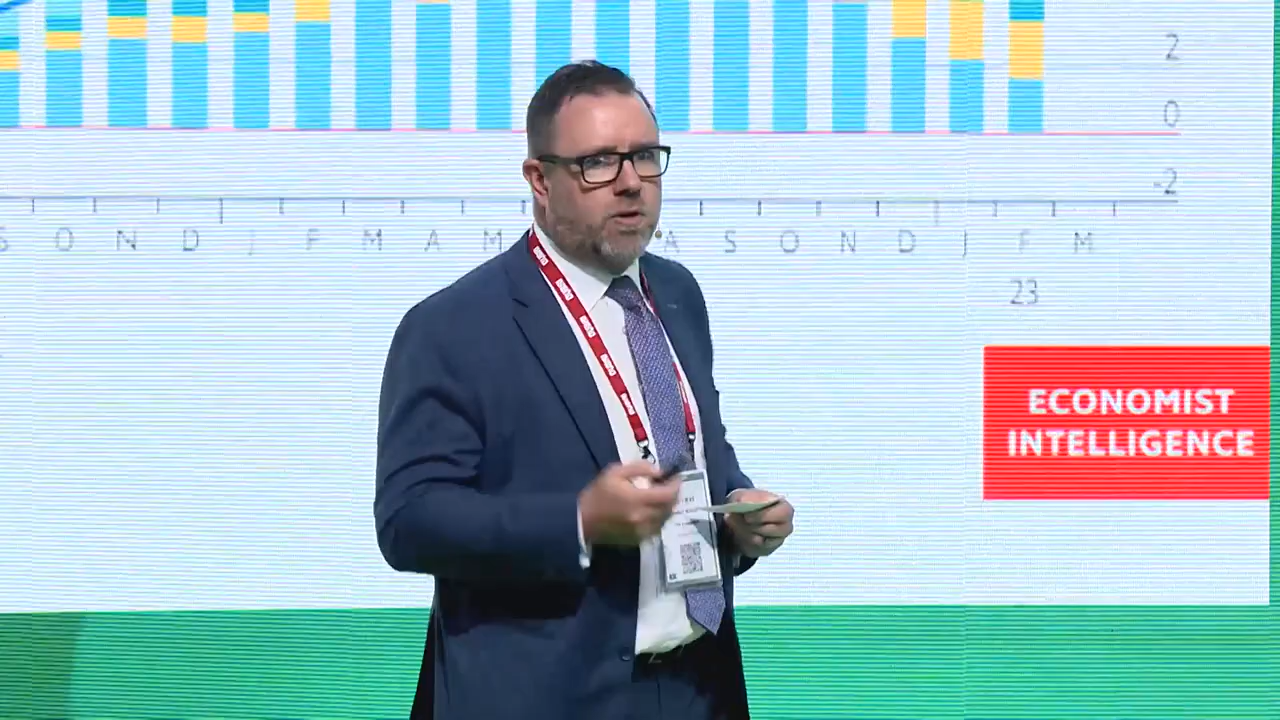 2
0
-2
S O N D J F M A M A S O N D J F M
23
ECONOMIST
INTELLIGENCE